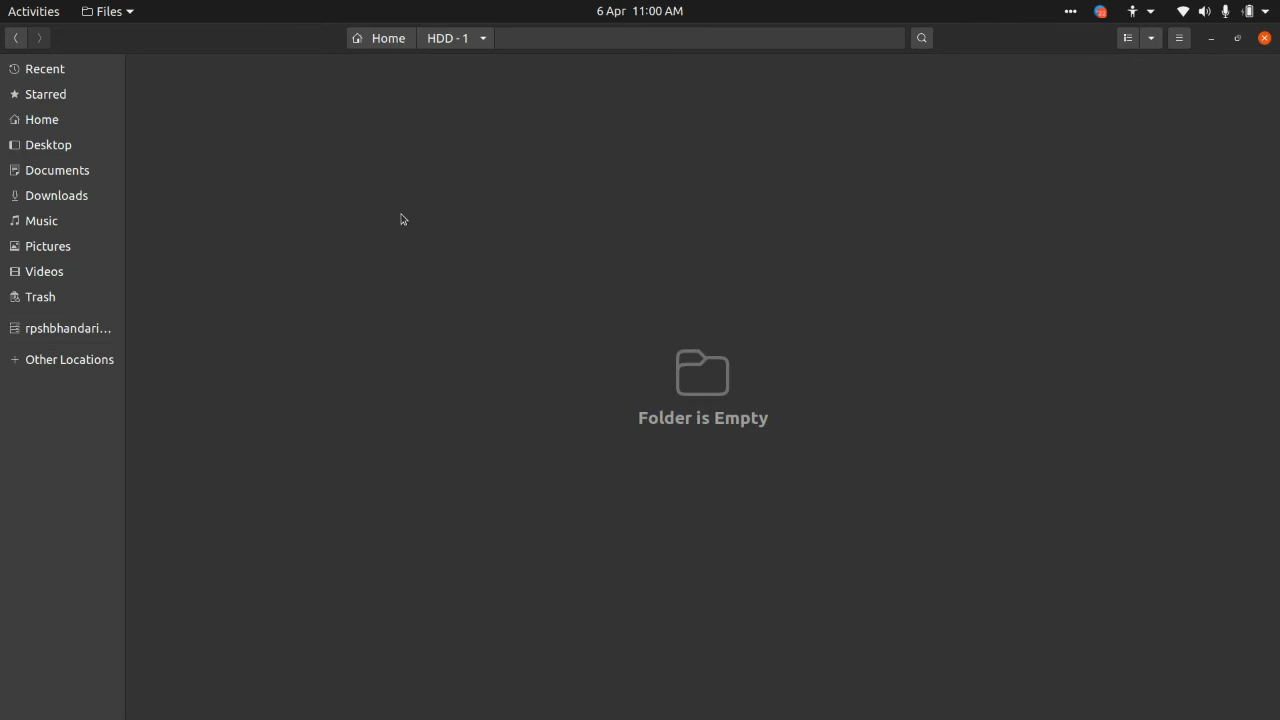 Activities Files 6 Apr 11:00 AM 22
Home HDD - 1
Recent
Starred
Home
Desktop
Documents
Downloads
Music
Pictures
Videos
Trash
rpshbhandari...
Other Locations
Folder is Empty